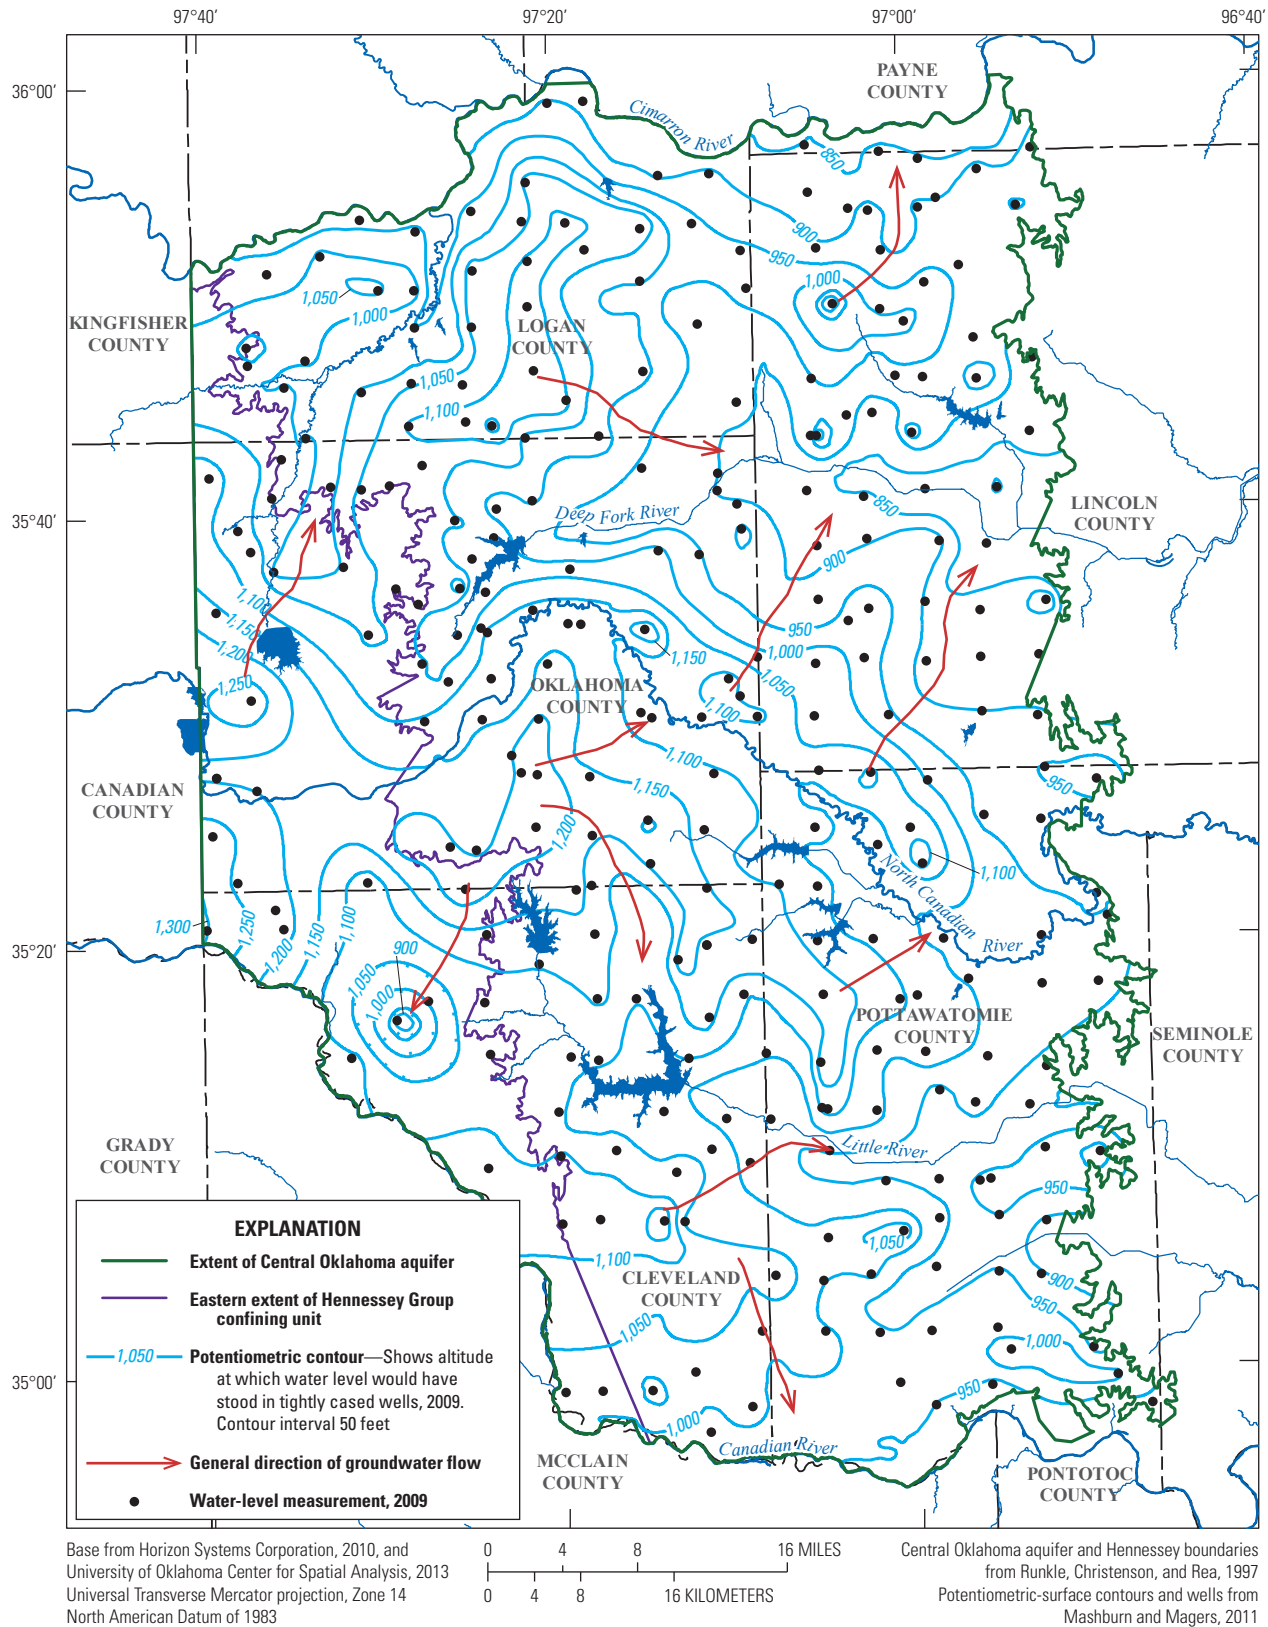 97°40′
97°20′
97°00′
96°40′
36°00′
35°40′
35°20′
35°00′
PAYNE
COUNTY
Cimarron River
850
900
950
1,000
1,050
1,000
KINGFISHER
COUNTY
LOGAN
COUNTY
1,050
1,100
LINCOLN
COUNTY
850
Deep Fork River
900
1,100
1,150
1,200
1,250
950
1,000
1,050
1,100
1,150
OKLAHOMA
COUNTY
1,100
1,150
1,200
CANADIAN
COUNTY
950
North Canadian
River
1,100
1,300
1,250
1,200
1,150
1,100
900
1,050
1,000
POTTAWATOMIE
COUNTY
SEMINOLE
COUNTY
GRADY
COUNTY
Little River
950
1,050
1,100
CLEVELAND
COUNTY
900
950
1,050
1,000
950
1,000
Canadian River
MCCLAIN
COUNTY
PONTOTOC
COUNTY
EXPLANATION
Extent of Central Oklahoma aquifer
Eastern extent of Hennessey Group
confining unit
1,050
Potentiometric contour—Shows altitude
at which water level would have
stood in tightly cased wells, 2009.
Contour interval 50 feet
General direction of groundwater flow
Water-level measurement, 2009
Base from Horizon Systems Corporation, 2010, and
University of Oklahoma Center for Spatial Analysis, 2013
Universal Transverse Mercator projection, Zone 14
North American Datum of 1983
0 4 8 16 MILES
0 4 8 16 KILOMETERS
Central Oklahoma aquifer and Hennessey boundaries
from Runkle, Christenson, and Rea, 1997
Potentiometric-surface contours and wells from
Mashburn and Magers, 2011